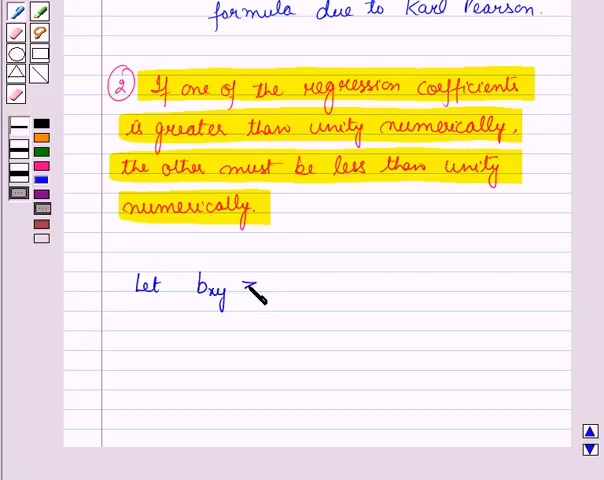 formula due to Karl Pearson.
② If one of the regression coefficients
is greater than unity numerically,
the other must be less than unity
numerically.
Let bxy